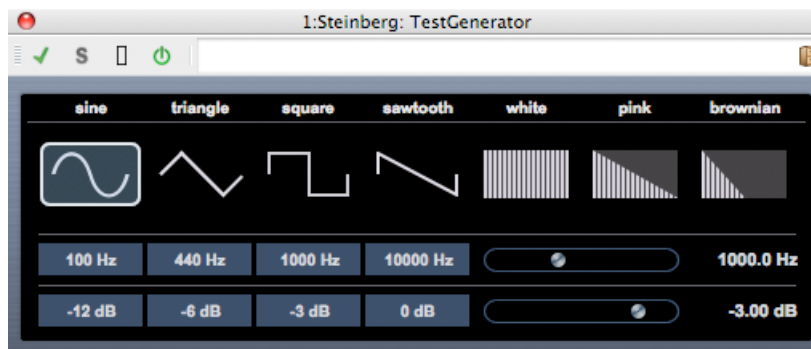 1:Steinberg: TestGenerator
S
sine triangle square sawtooth white pink brownian
100 Hz 440 Hz 1000 Hz 10000 Hz 1000.0 Hz
-12 dB -6 dB -3 dB 0 dB -3.00 dB